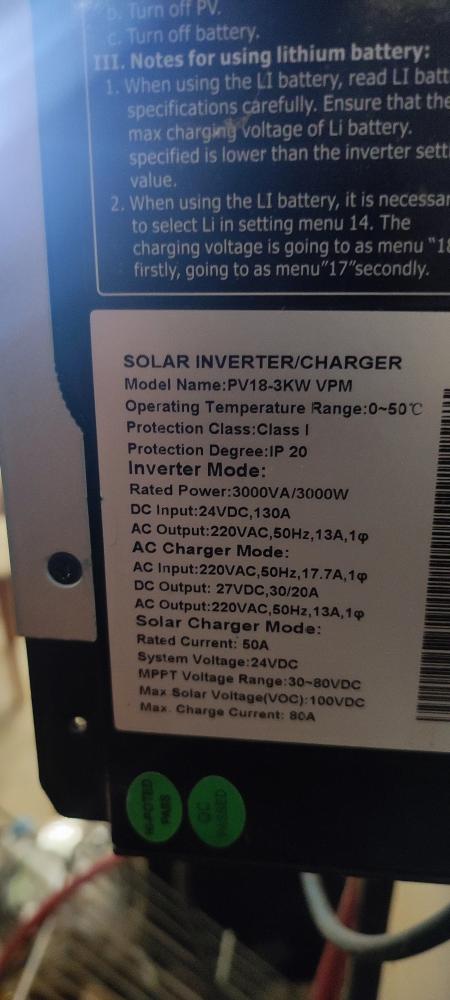 b. Turn off PV.
c. Turn off battery.
III. Notes for using lithium battery:
1. When using the LI battery, read LI batt
specifications carefully. Ensure that the
max charging voltage of Li battery.
specified is lower than the inverter setti
value.
2. When using the LI battery, it is necessar
to select Li in setting menu 14. The
charging voltage is going to as menu "18
firstly, going to as menu"17"secondly.
SOLAR INVERTER/CHARGER
Model Name:PV18-3KW VPM
Operating Temperature Range:0~50℃
Protection Class:Class I
Protection Degree:IP 20
Inverter Mode:
Rated Power:3000VA/3000W
DC Input:24VDC,130A
AC Output:220VAC,50Hz,13A,1φ
AC Charger Mode:
AC Input:220VAC,50Hz,17.7A,1φ
DC Output: 27VDC,30/20A
AC Output:220VAC,50Hz,13A,1φ
Solar Charger Mode:
Rated Current: 50A
System Voltage:24VDC
MPPT Voltage Range:30~80VDC
Max Solar Voltage(VOC):100VDC
Max. Charge Current: 80A
HI-POTED
PASS
QC
PASSED